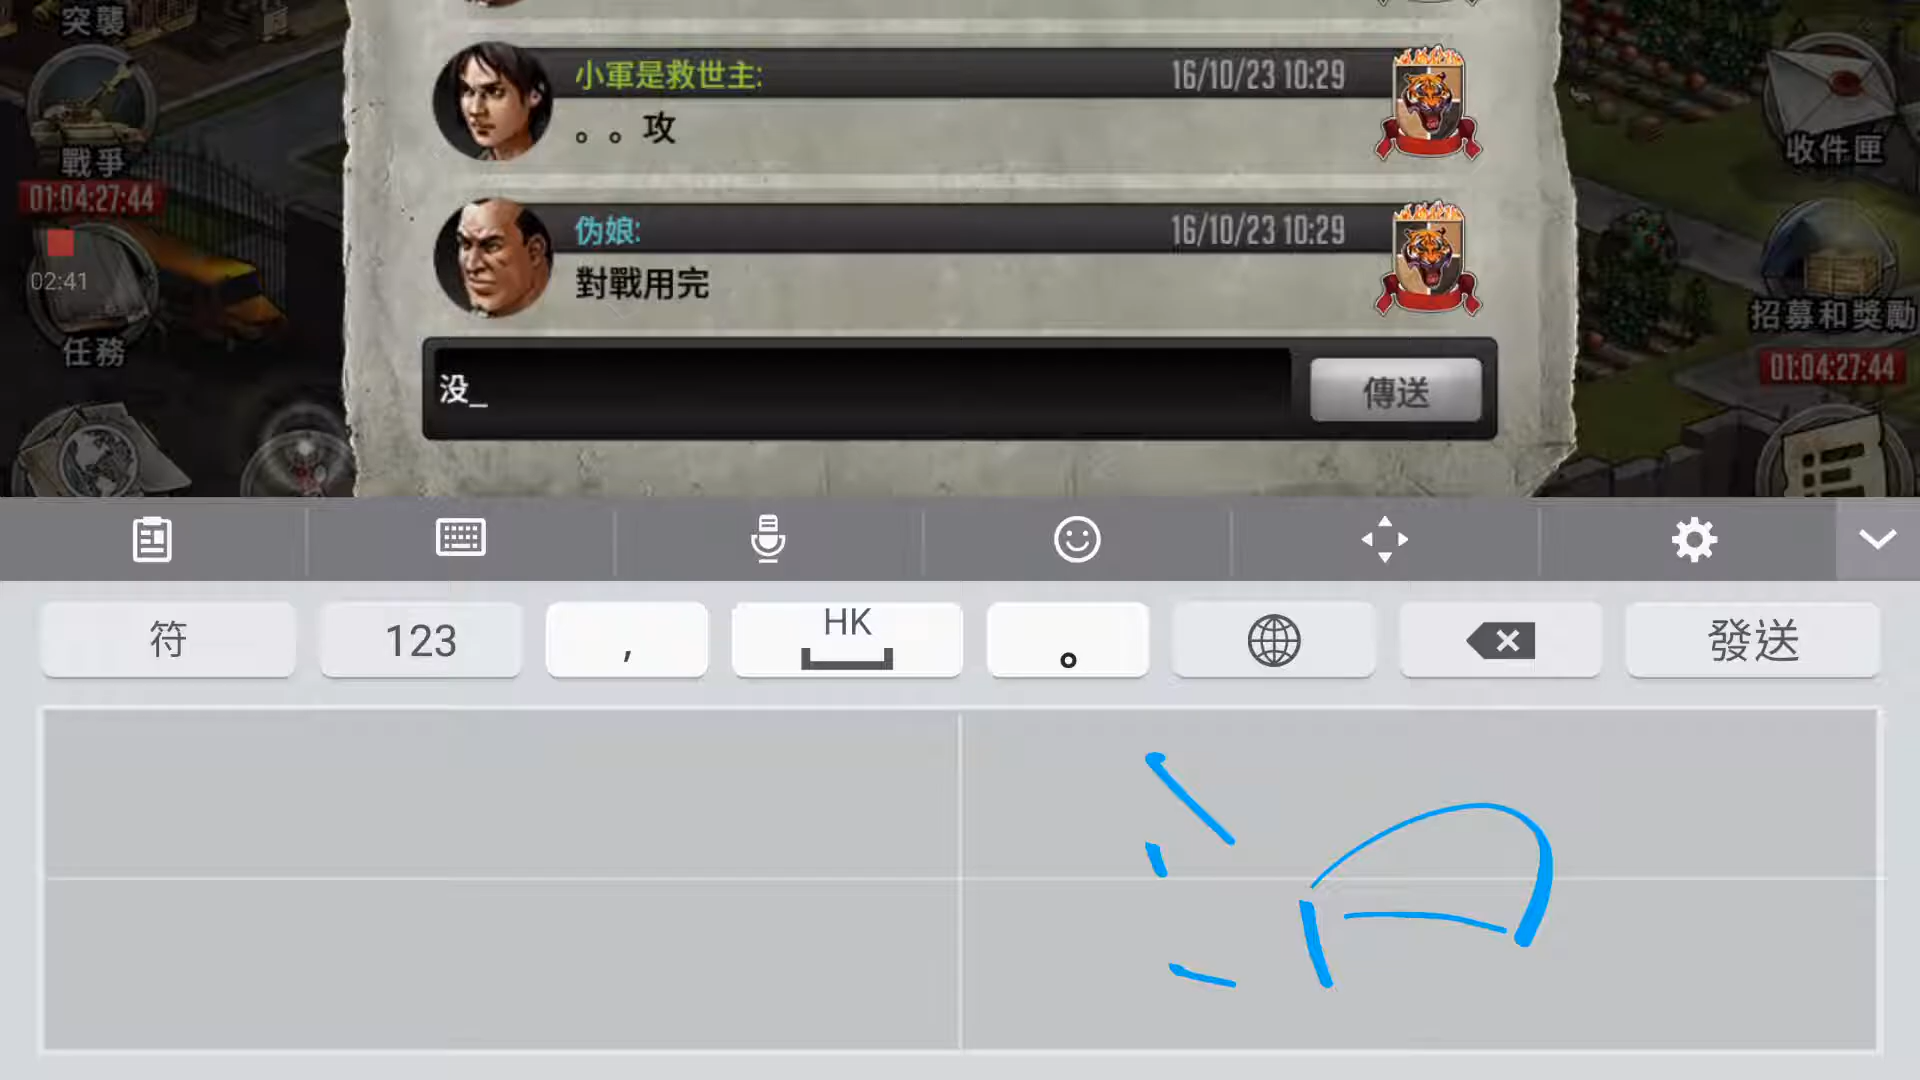 突襲
小軍是救世主:
16/10/23 10:29
。。攻
戰爭
01:04:27:44
收件匣
伪娘:
16/10/23 10:29
對戰用完
02:41
任務
招募和獎勵
01:04:27:44
没_
傳送
符
123
,
HK
。
發送